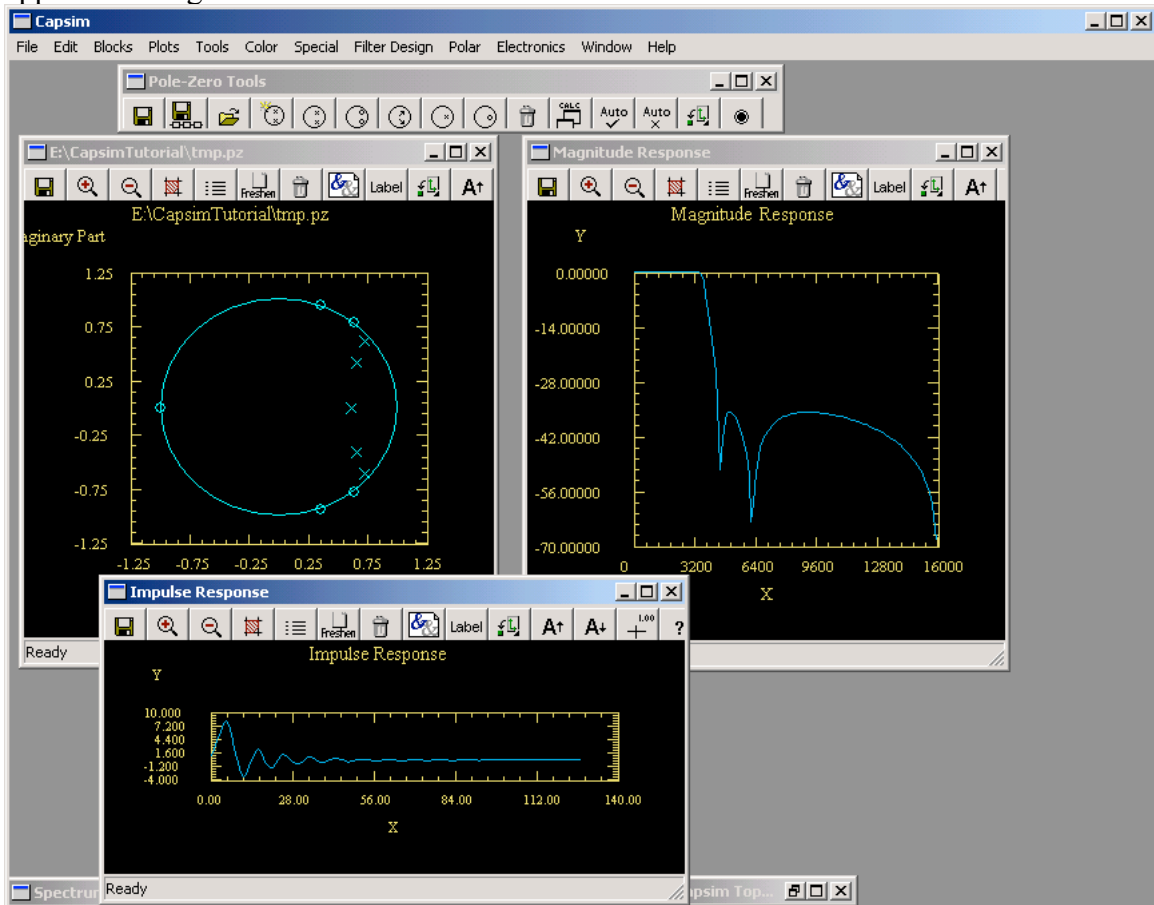 Capsim
File Edit Blocks Plots Tools Color Special Filter Design Polar Electronics Window Help
Pole-Zero Tools
CALC Auto Auto
E:\CapsimTutorial\tmp.pz
Freshen && Label A↑
E:\CapsimTutorial\tmp.pz
aginary Part
1.25
0.75
0.25
-0.25
-0.75
-1.25
-1.25 -0.75 -0.25 0.25 0.75 1.25
Ready
Magnitude Response
Freshen && Label A↑
Magnitude Response
Y
0.00000
-14.00000
-28.00000
-42.00000
-56.00000
-70.00000
0 3200 6400 9600 12800 16000
X
Impulse Response
Freshen && Label A↑ A↓ 1.00 ?
Impulse Response
Y
10.000
7.200
4.400
1.600
-1.200
-4.000
0.00 28.00 56.00 84.00 112.00 140.00
X
Ready
Spectrum
apsim Top...